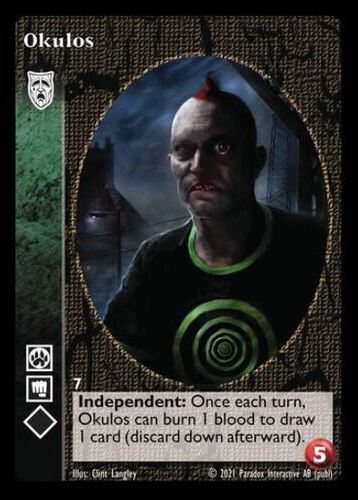 Okulos
7
Independent: Once each turn,
Okulos can burn 1 blood to draw
1 card (discard down afterward).
5
Illus: Clint Langley © 2021 Paradox Interactive AB (publ)